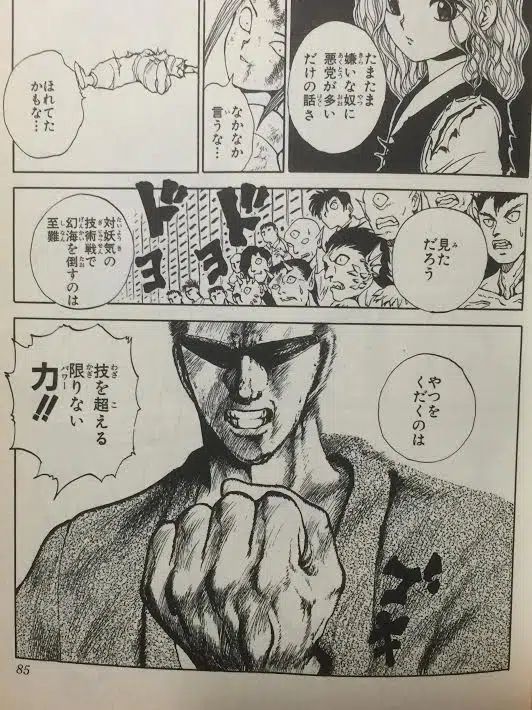 たまたま
嫌いな奴に
悪党が多い
だけの話さ
なかなか
言うな…
ほれてた
かもな…
見た
だろう
ドドヨヨ
対妖気の
技術戦で
幻海を倒すのは
至難
やつを
くだくのは
技を超える
限りない
力!!
パワー
85